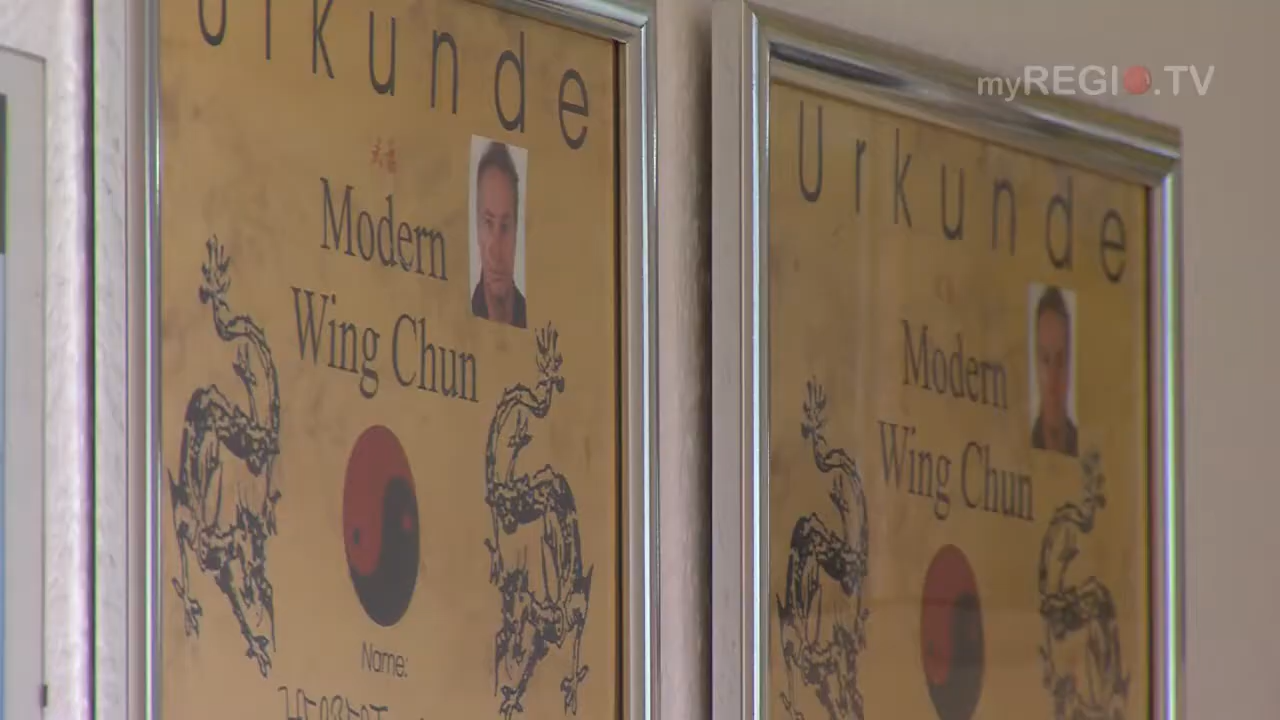 myREGIO.TV
Urkunde
Modern
Wing Chun
Name:
Urkunde
Modern
Wing Chun